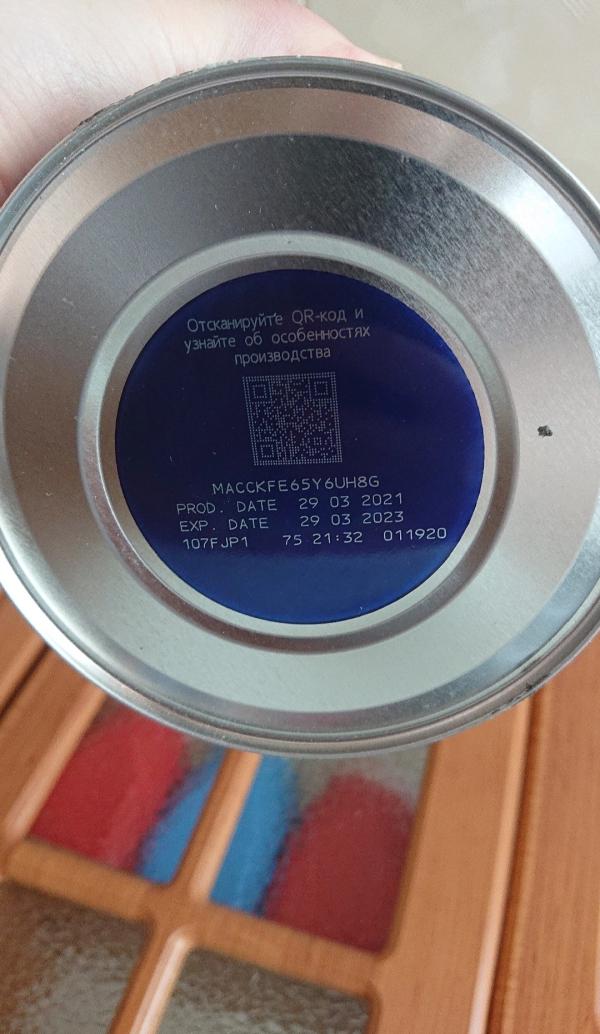 Отсканируйте QR-код и
узнайте об особенностях
производства
MACCKFE65Y6UH8G
PROD. DATE 29 03 2021
EXP. DATE 29 03 2023
107FJP1 75 21:32 011920